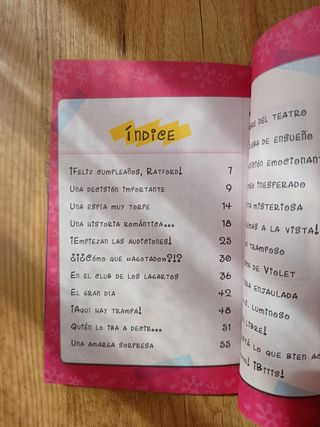 ÍNDICE
¡FELIZ CUMPLEAÑOS, RATFORD! 7
UNA DECISIÓN IMPORTANTE 9
UNA ESPÍA MUY TORPE 14
UNA HISTORIA ROMÁNTICA... 18
¡EMPIEZAN LAS AUDICIONES! 25
¿¡¿CÓMO QUE «AGOTADO»?!? 30
EN EL CLUB DE LOS LAGARTOS 36
EL GRAN DÍA 42
¡AQUÍ HAY TRAMPA! 48
QUIÉN LO IBA A DECIR... 51
UNA AMARGA SORPRESA 55
DEL TEATRO
DE ENSUEÑO
EMOCIONANT
INESPERADO
MISTERIOSA
A LA VISTA!
TRAMPOSO
DE VIOLET
ENJAULADA
LUMINOSO
LIBRE!
LO QUE BIEN AC
¡BIIIS!